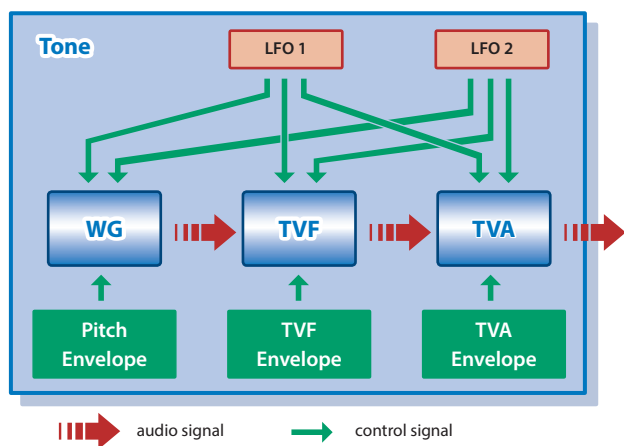 Tone
LFO 1
LFO 2
WG
TVF
TVA
Pitch
Envelope
TVF
Envelope
TVA
Envelope
audio signal
control signal